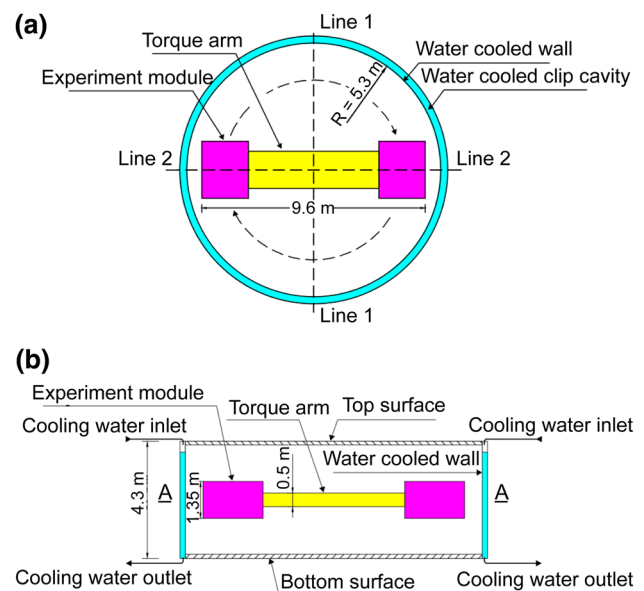 (a)
Line 1
Torque arm
Water cooled wall
Experiment module
Water cooled clip cavity
R = 5.3 m
Line 2
Line 2
9.6 m
Line 1
(b)
Experiment module
Torque arm
Top surface
Cooling water inlet
Cooling water inlet
Water cooled wall
0.5 m
4.3 m
A
1.35 m
A
Cooling water outlet
Bottom surface
Cooling water outlet